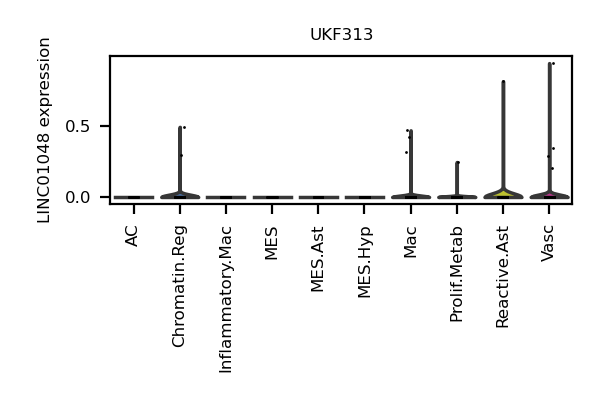 UKF313
LINC01048 expression
0.5
0.0
AC
Chromatin.Reg
Inflammatory.Mac
MES
MES.Ast
MES.Hyp
Mac
Prolif.Metab
Reactive.Ast
Vasc